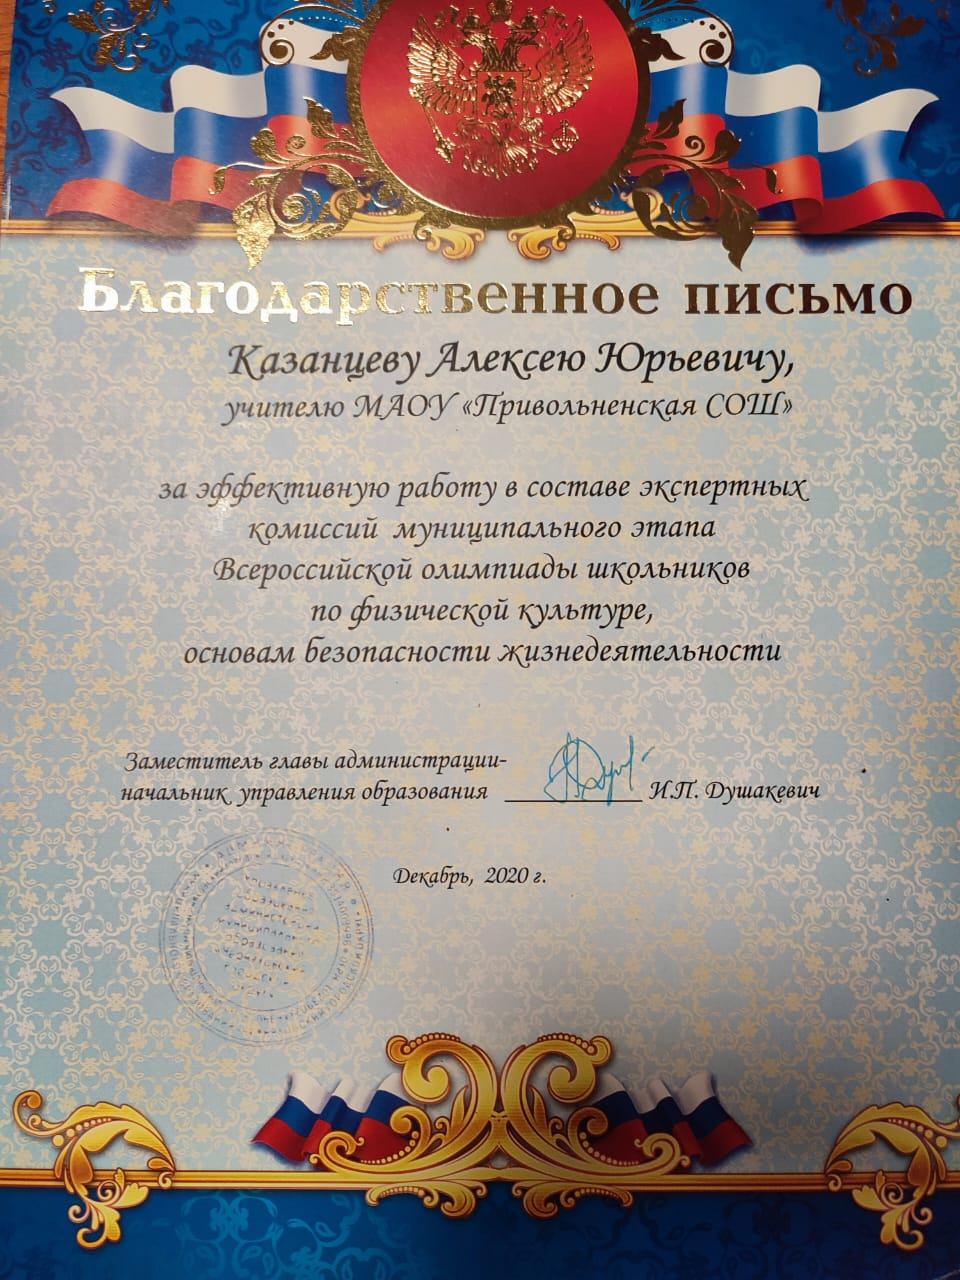 Благодарственное письмо
Казанцеву Алексею Юрьевичу,
учителю МАОУ «Привольненская СОШ»
за эффективную работу в составе экспертных
комиссий муниципального этапа
Всероссийской олимпиады школьников
по физической культуре,
основам безопасности жизнедеятельности
Заместитель главы администрации-
начальник управления образования И.П. Душакевич
Декабрь, 2020 г.